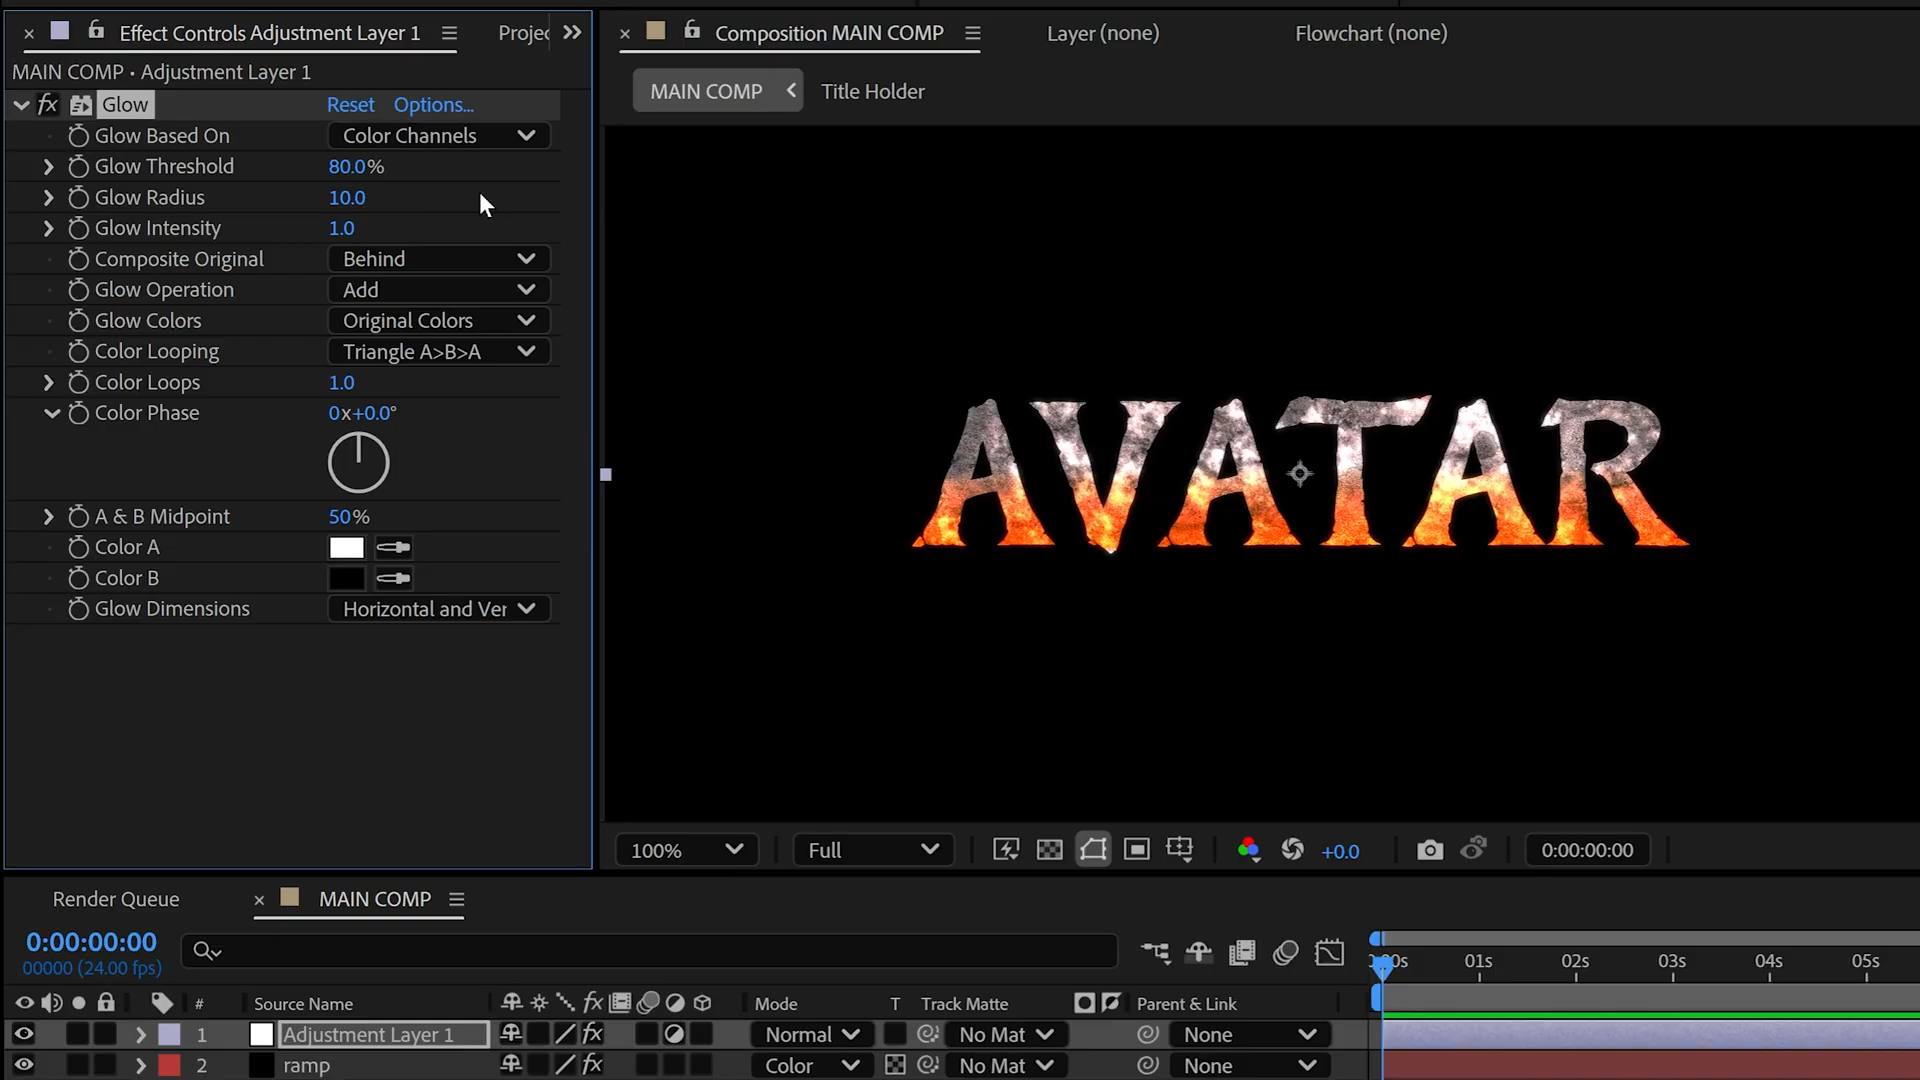 Effect Controls Adjustment Layer 1
Projec
MAIN COMP • Adjustment Layer 1
fx Glow Reset Options...
Glow Based On Color Channels
Glow Threshold 80.0%
Glow Radius 10.0
Glow Intensity 1.0
Composite Original Behind
Glow Operation Add
Glow Colors Original Colors
Color Looping Triangle A>B>A
Color Loops 1.0
Color Phase 0x+0.0°
A & B Midpoint 50%
Color A
Color B
Glow Dimensions Horizontal and Ver
Composition MAIN COMP Layer (none) Flowchart (none)
MAIN COMP Title Holder
AVATAR
100% Full +0.0 0:00:00:00
Render Queue MAIN COMP
0:00:00:00
00000 (24.00 fps)
01s 02s 03s 04s 05s
# Source Name fx Mode T Track Matte Parent & Link
1 Adjustment Layer 1 fx Normal No Mat None
2 ramp fx Color No Mat None